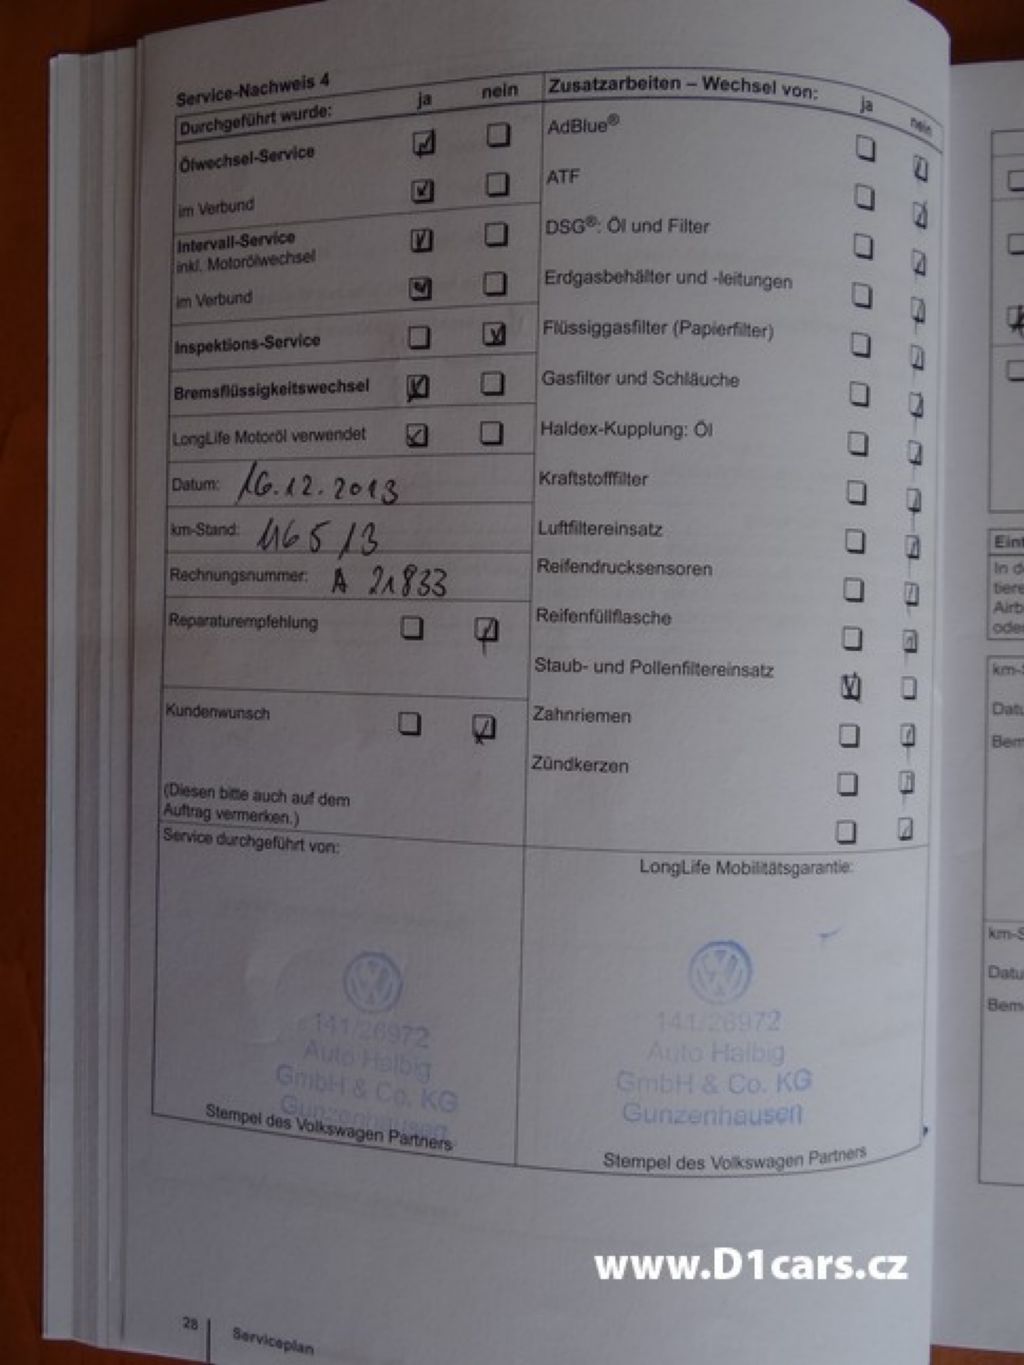 Service-Nachweis 4
Durchgeführt wurde: ja nein
Ölwechsel-Service
im Verbund
Intervall-Service
inkl. Motorölwechsel
im Verbund
Inspektions-Service
Bremsflüssigkeitswechsel
LongLife Motoröl verwendet
Datum: 16.12.2013
km-Stand: 116513
Rechnungsnummer: A 21833
Reparaturempfehlung
Kundenwunsch
(Diesen bitte auch auf dem
Auftrag vermerken.)
Service durchgeführt von:
141/26972
Auto Halbig
GmbH & Co. KG
Gunzenhausen
Stempel des Volkswagen Partners
Zusatzarbeiten – Wechsel von: ja nein
AdBlue®
ATF
DSG®: Öl und Filter
Erdgasbehälter und -leitungen
Flüssiggasfilter (Papierfilter)
Gasfilter und Schläuche
Haldex-Kupplung: Öl
Kraftstofffilter
Luftfiltereinsatz
Reifendrucksensoren
Reifenfüllflasche
Staub- und Pollenfiltereinsatz
Zahnriemen
Zündkerzen
LongLife Mobilitätsgarantie:
141/26972
Auto Halbig
GmbH & Co. KG
Gunzenhausen
Stempel des Volkswagen Partners
www.D1cars.cz
28 Serviceplan